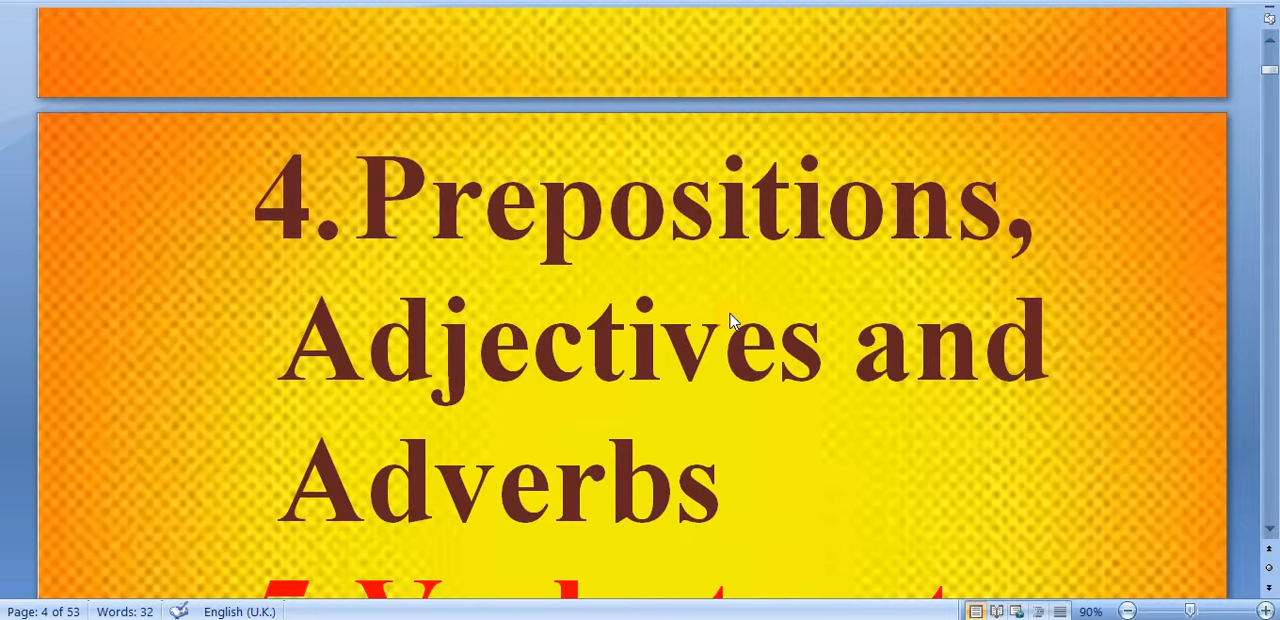 4. Prepositions,
Adjectives and
Adverbs
Page: 4 of 53 Words: 32 English (U.K.) 90%